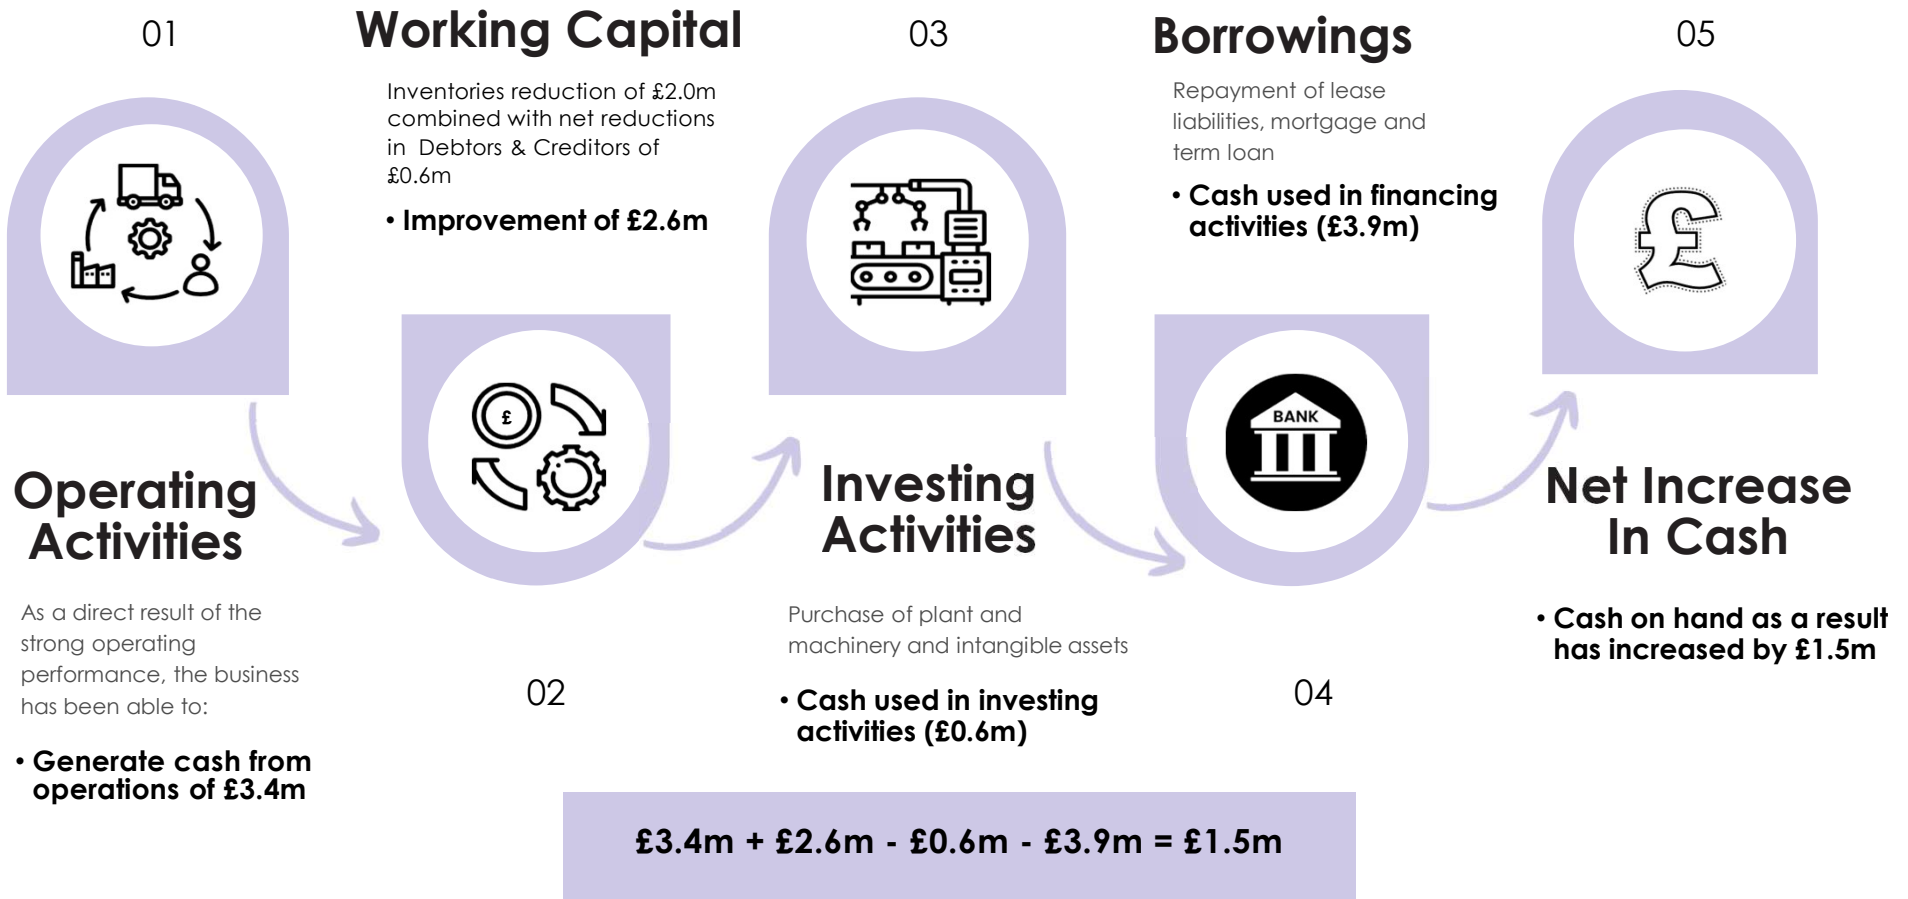 01
Operating
Activities
As a direct result of the
strong operating
performance, the business
has been able to:
• Generate cash from
operations of £3.4m
Working Capital
Inventories reduction of £2.0m
combined with net reductions
in Debtors & Creditors of
£0.6m
• Improvement of £2.6m
£
02
03
Investing
Activities
Purchase of plant and
machinery and intangible assets
• Cash used in investing
activities (£0.6m)
Borrowings
Repayment of lease
liabilities, mortgage and
term loan
• Cash used in financing
activities (£3.9m)
BANK
04
05
£
Net Increase
In Cash
• Cash on hand as a result
has increased by £1.5m
£3.4m + £2.6m - £0.6m - £3.9m = £1.5m